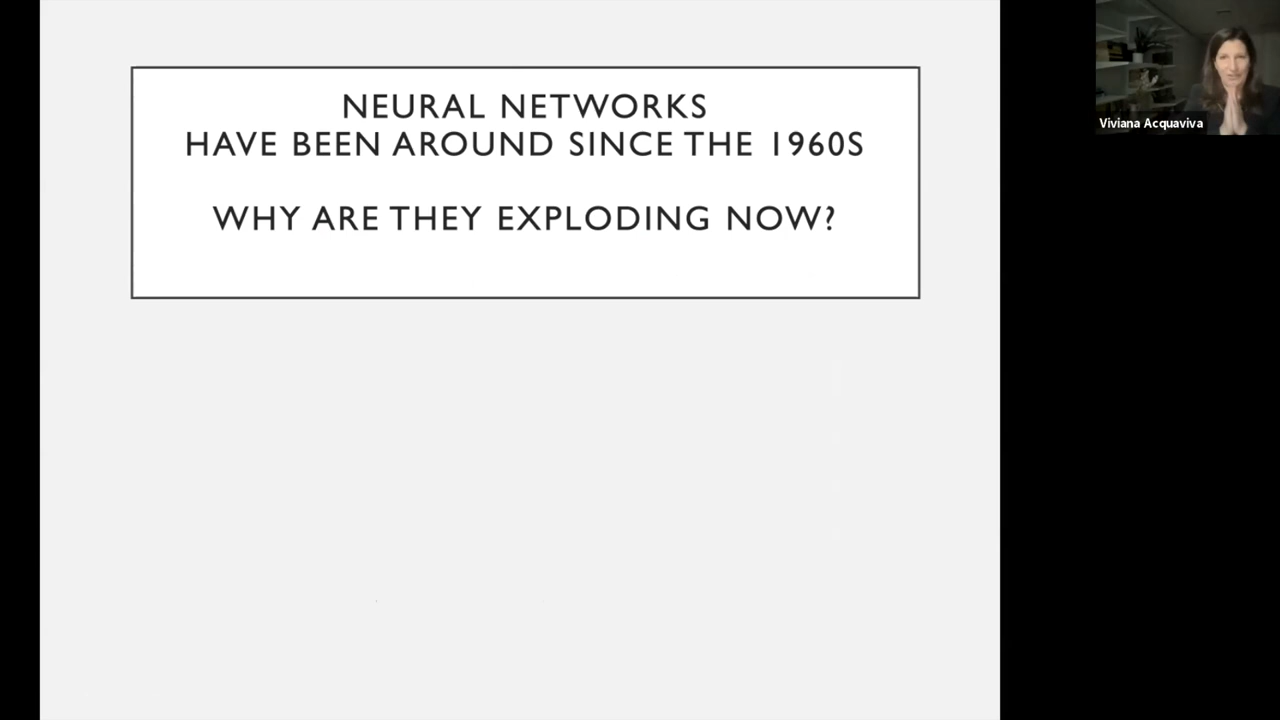 NEURAL NETWORKS
HAVE BEEN AROUND SINCE THE 1960S
WHY ARE THEY EXPLODING NOW?
Viviana Acquaviva